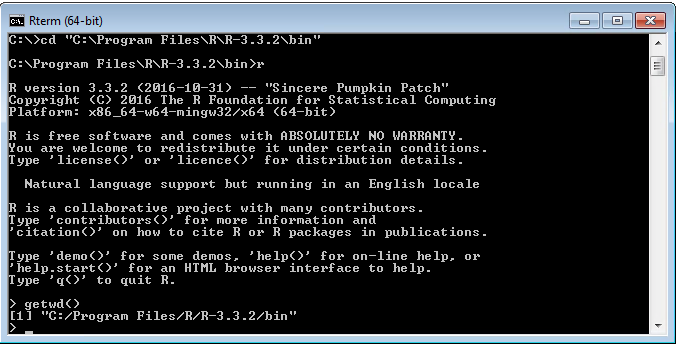 Rterm (64-bit)
C:\>cd "C:\Program Files\R\R-3.3.2\bin"
C:\Program Files\R\R-3.3.2\bin>r
R version 3.3.2 (2016-10-31) -- "Sincere Pumpkin Patch"
Copyright (C) 2016 The R Foundation for Statistical Computing
Platform: x86_64-w64-mingw32/x64 (64-bit)
R is free software and comes with ABSOLUTELY NO WARRANTY.
You are welcome to redistribute it under certain conditions.
Type 'license()' or 'licence()' for distribution details.
Natural language support but running in an English locale
R is a collaborative project with many contributors.
Type 'contributors()' for more information and
'citation()' on how to cite R or R packages in publications.
Type 'demo()' for some demos, 'help()' for on-line help, or
'help.start()' for an HTML browser interface to help.
Type 'q()' to quit R.
> getwd()
[1] "C:/Program Files/R/R-3.3.2/bin"
> _